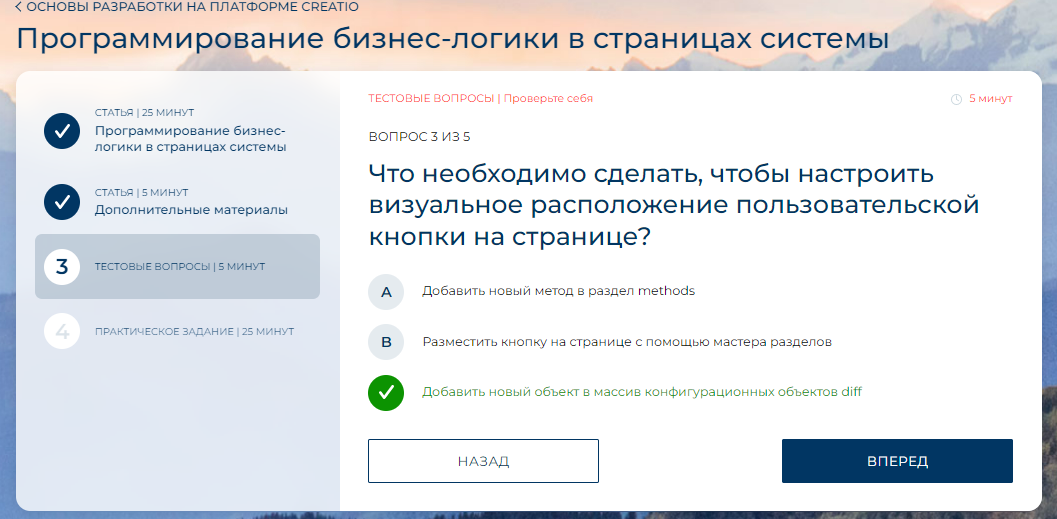 ОСНОВЫ РАЗРАБОТКИ НА ПЛАТФОРМЕ CREATIO
Программирование бизнес-логики в страницах системы
СТАТЬЯ | 25 МИНУТ
Программирование бизнес-
логики в страницах системы
СТАТЬЯ | 5 МИНУТ
Дополнительные материалы
3
ТЕСТОВЫЕ ВОПРОСЫ | 5 МИНУТ
4
ПРАКТИЧЕСКОЕ ЗАДАНИЕ | 25 МИНУТ
ТЕСТОВЫЕ ВОПРОСЫ | Проверьте себя
5 минут
ВОПРОС 3 ИЗ 5
Что необходимо сделать, чтобы настроить
визуальное расположение пользовательской
кнопки на странице?
A Добавить новый метод в раздел methods
B Разместить кнопку на странице с помощью мастера разделов
Добавить новый объект в массив конфигурационных объектов diff
НАЗАД
ВПЕРЕД